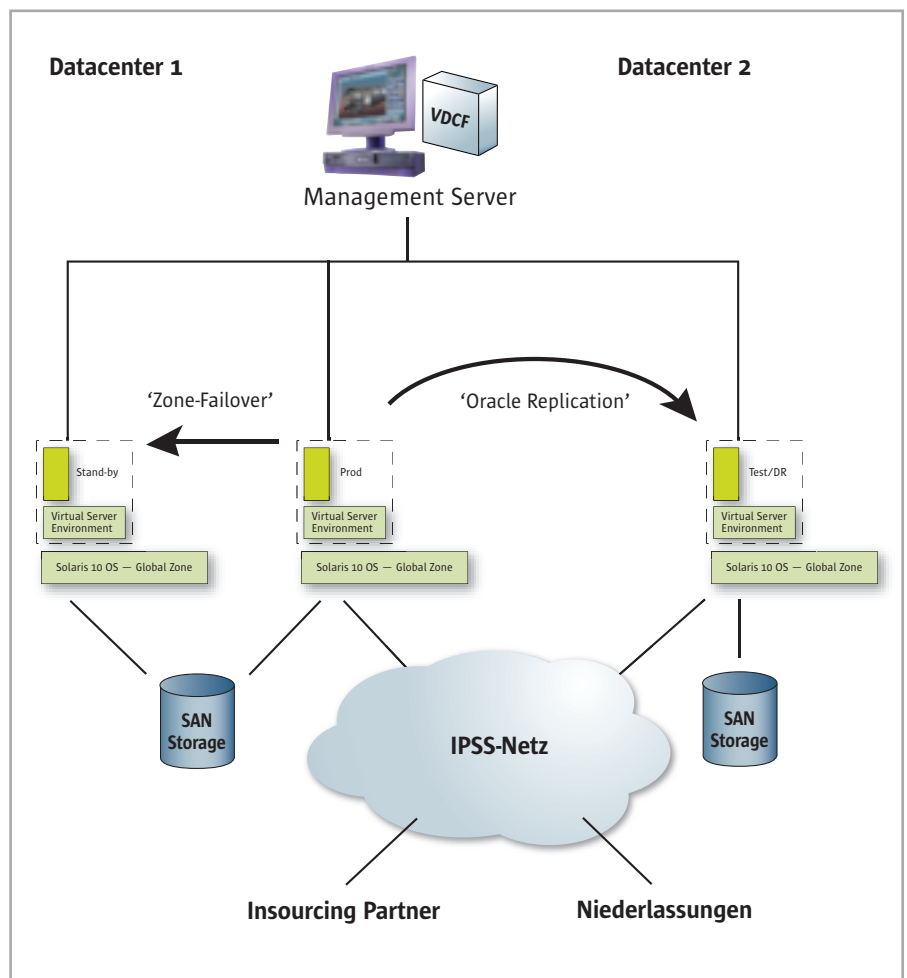 Datacenter 1
Datacenter 2
VDCF
Management Server
‘Zone-Failover’
‘Oracle Replication’
Stand-by
Virtual Server
Environment
Solaris 10 OS — Global Zone
Prod
Virtual Server
Environment
Solaris 10 OS — Global Zone
Test/DR
Virtual Server
Environment
Solaris 10 OS — Global Zone
SAN
Storage
IPSS-Netz
SAN
Storage
Insourcing Partner
Niederlassungen